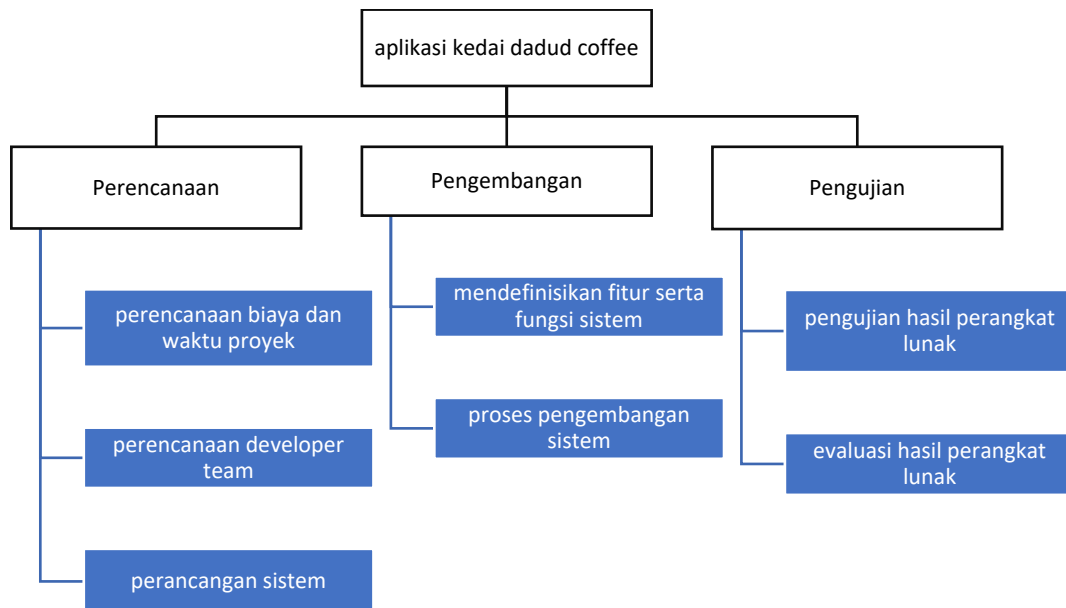 aplikasi kedai dadud coffee
Perencanaan
Pengembangan
Pengujian
perencanaan biaya dan
waktu proyek
perencanaan developer
team
perancangan sistem
mendefinisikan fitur serta
fungsi sistem
proses pengembangan
sistem
pengujian hasil perangkat
lunak
evaluasi hasil perangkat
lunak